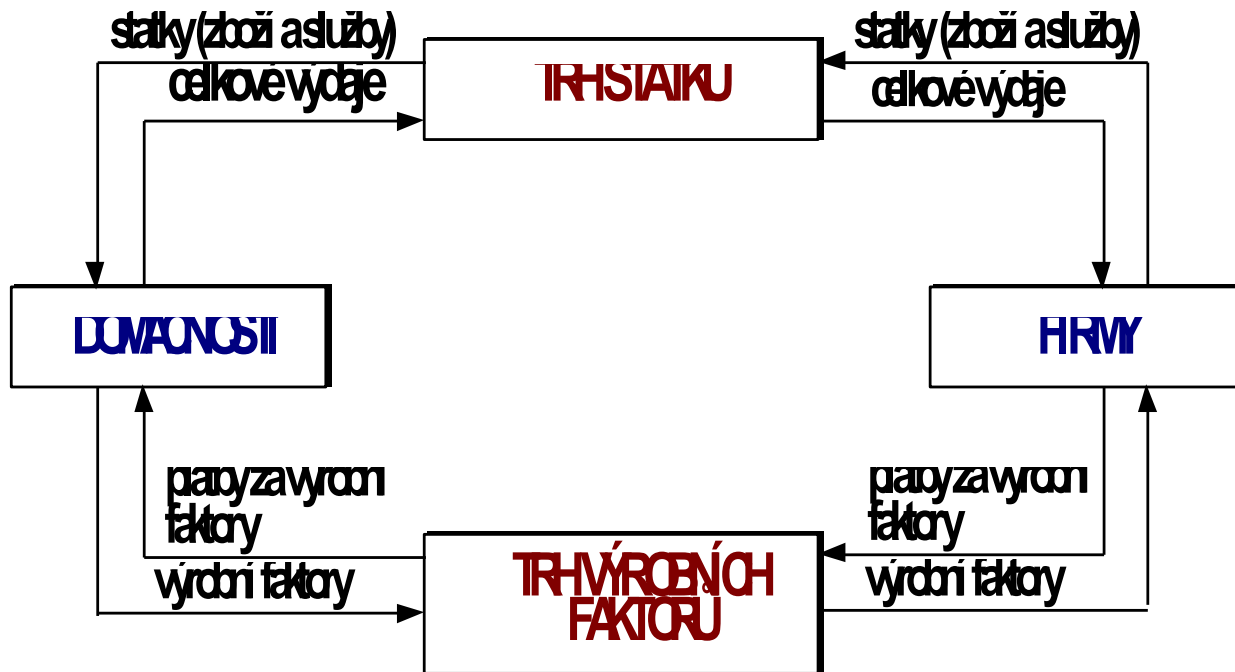 statky (zboží a služby)
celkové výdaje
TRH STATKŮ
statky (zboží a služby)
celkové výdaje
DOMÁCNOSTI
FIRMY
platby za výrobní
faktory
výrobní faktory
TRH VÝROBNÍCH
FAKTORŮ
platby za výrobní
faktory
výrobní faktory